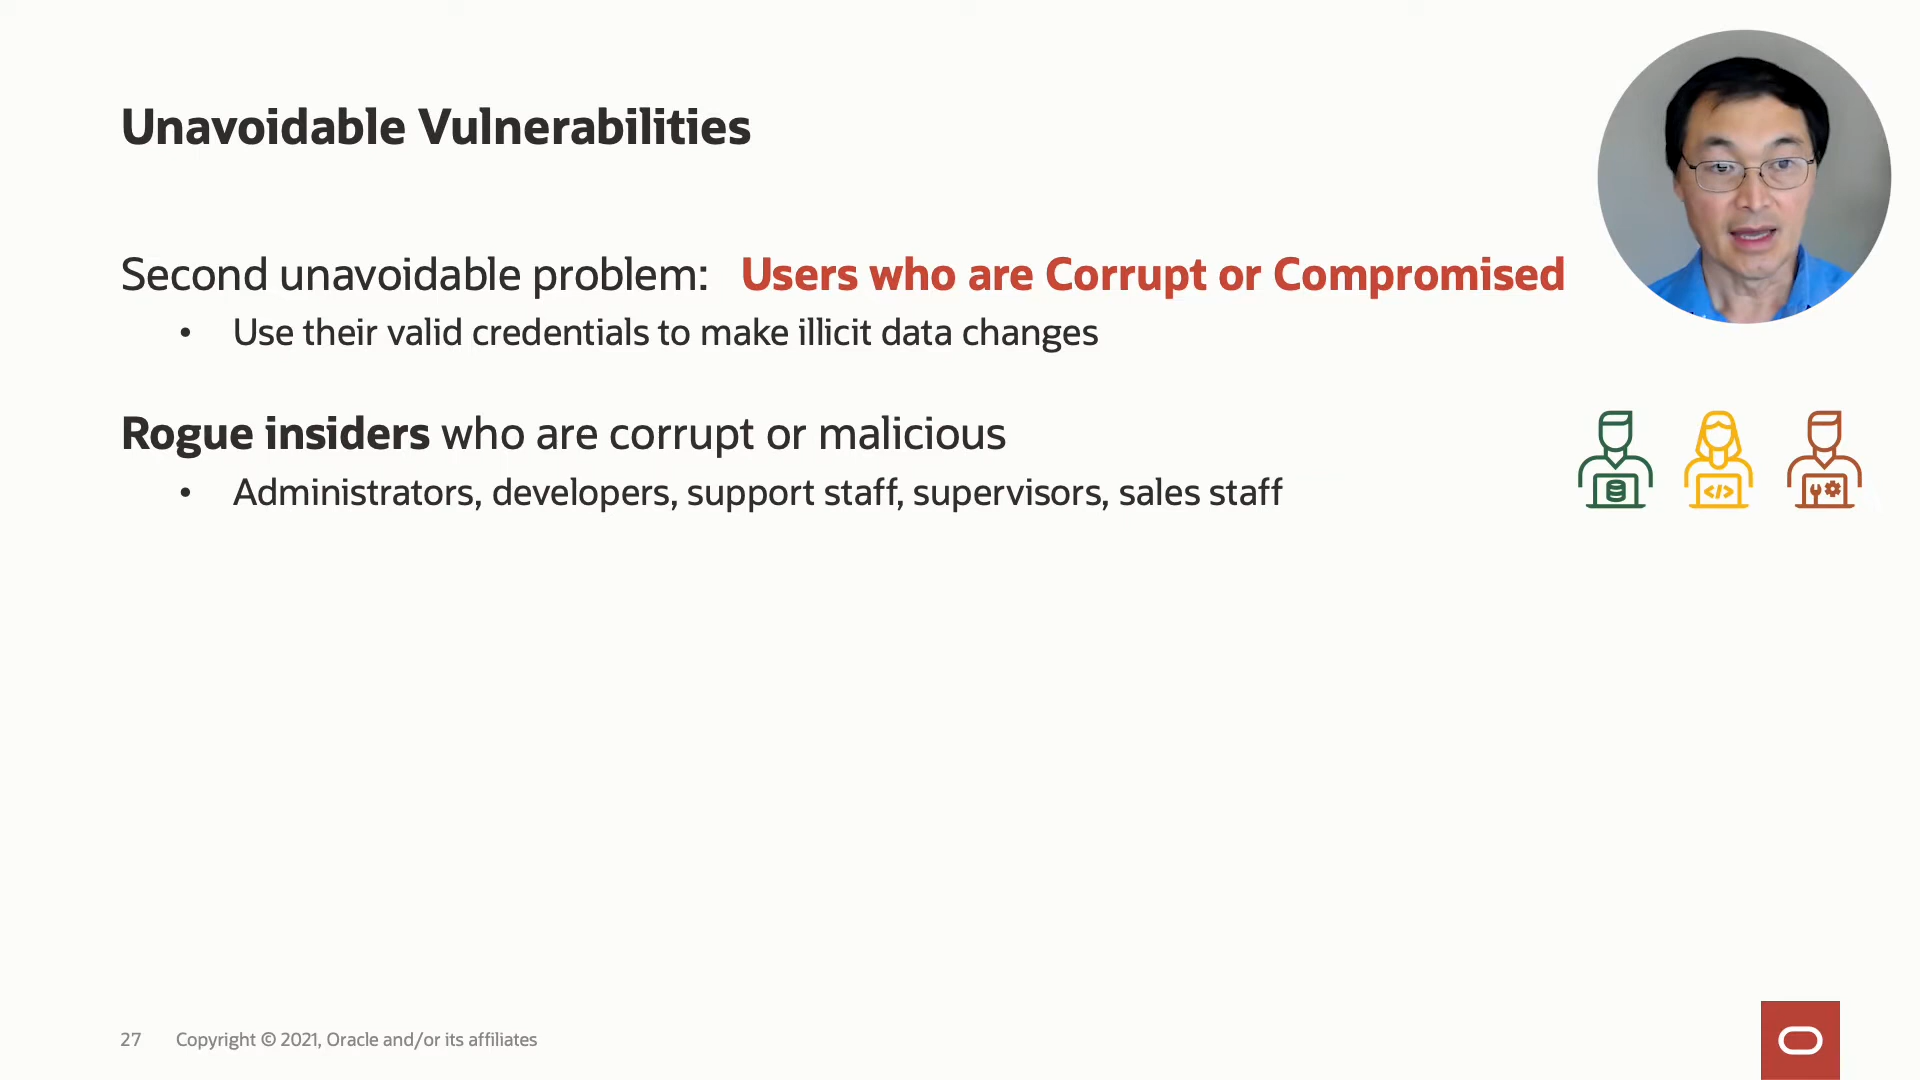 Unavoidable Vulnerabilities
Second unavoidable problem: Users who are Corrupt or Compromised
• Use their valid credentials to make illicit data changes
Rogue insiders who are corrupt or malicious
• Administrators, developers, support staff, supervisors, sales staff
</>
27 Copyright © 2021, Oracle and/or its affiliates